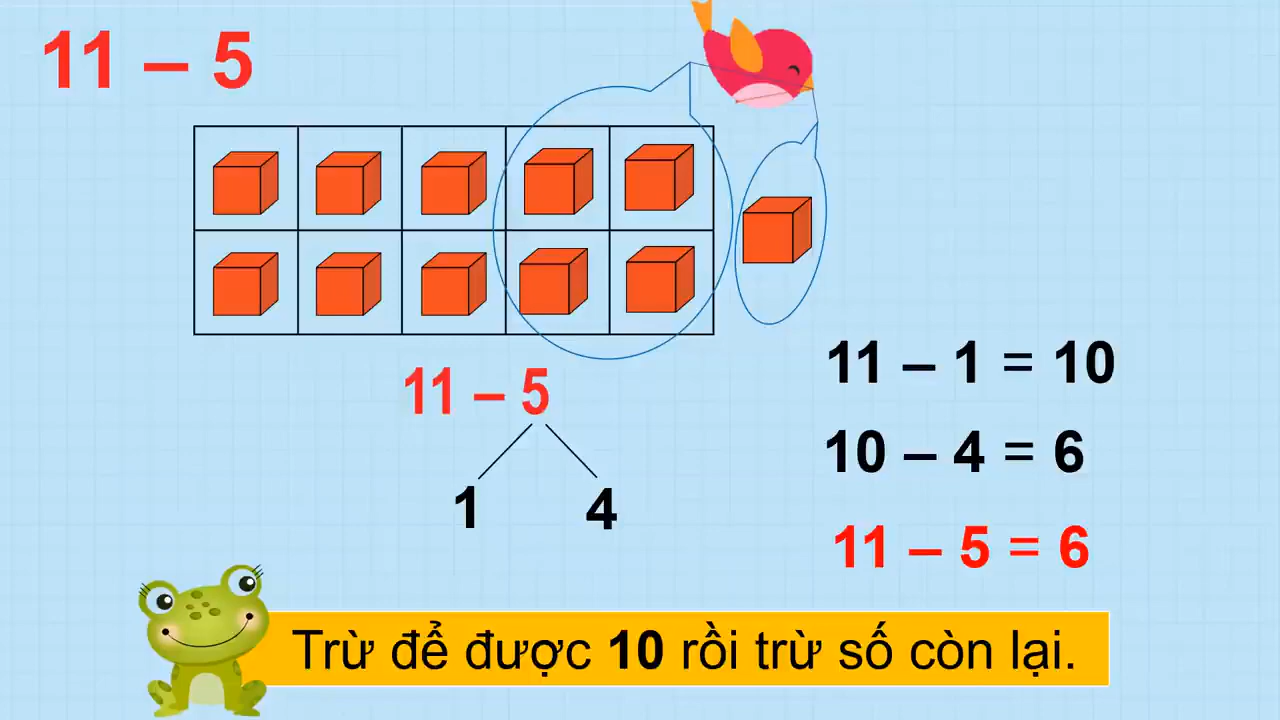 11 – 5
11 – 5
1 4
11 – 1 = 10
10 – 4 = 6
11 – 5 = 6
Trừ để được 10 rồi trừ số còn lại.